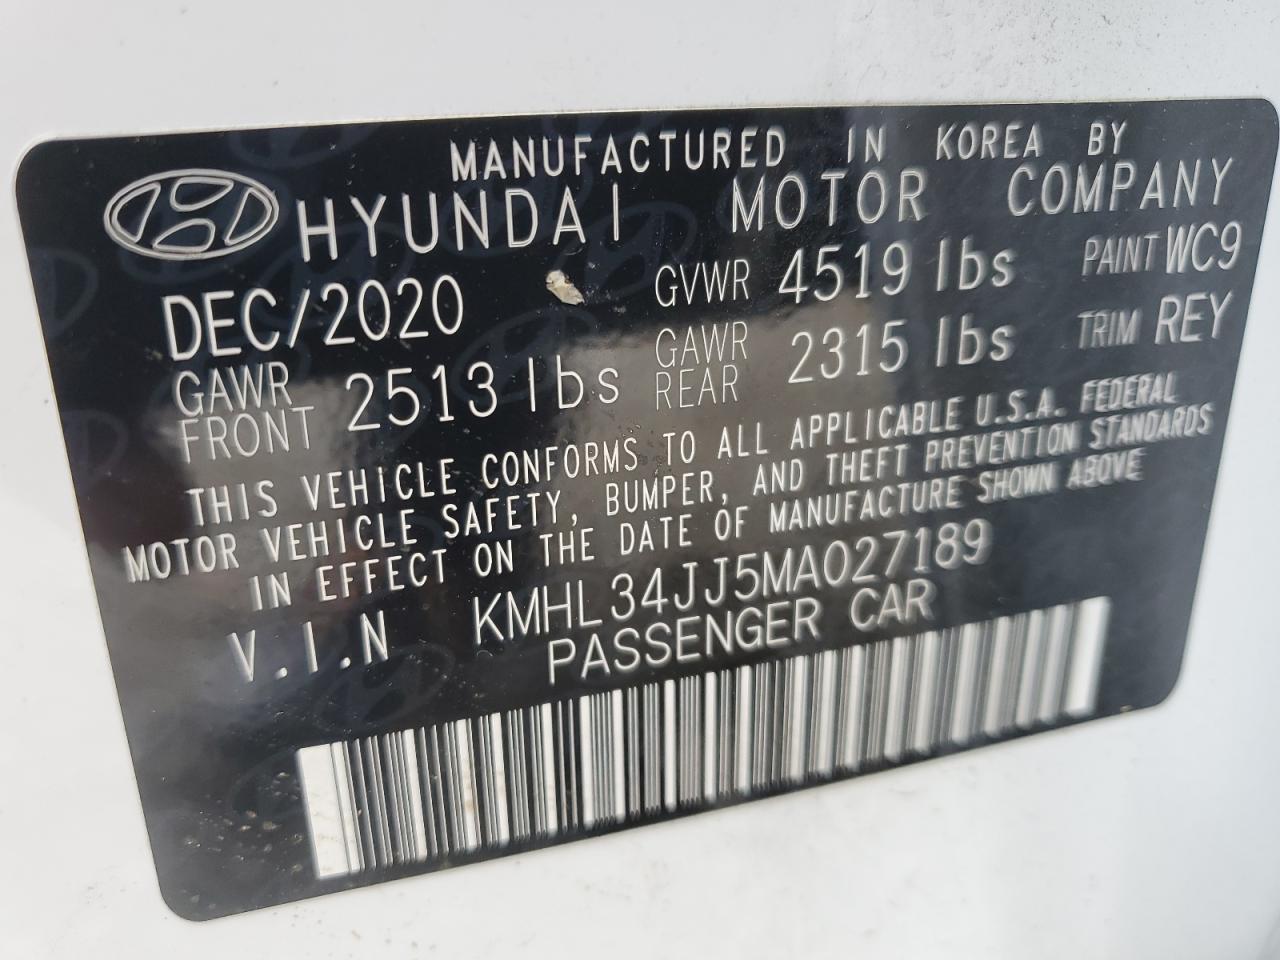 MANUFACTURED IN KOREA BY
HYUNDAI MOTOR COMPANY
DEC/2020 GVWR 4519 lbs PAINT WC9
GAWR FRONT 2513 lbs GAWR REAR 2315 lbs TRIM REY
THIS VEHICLE CONFORMS TO ALL APPLICABLE U.S.A. FEDERAL
MOTOR VEHICLE SAFETY, BUMPER, AND THEFT PREVENTION STANDARDS
IN EFFECT ON THE DATE OF MANUFACTURE SHOWN ABOVE
V.I.N KMHL34JJ5MA027189
PASSENGER CAR